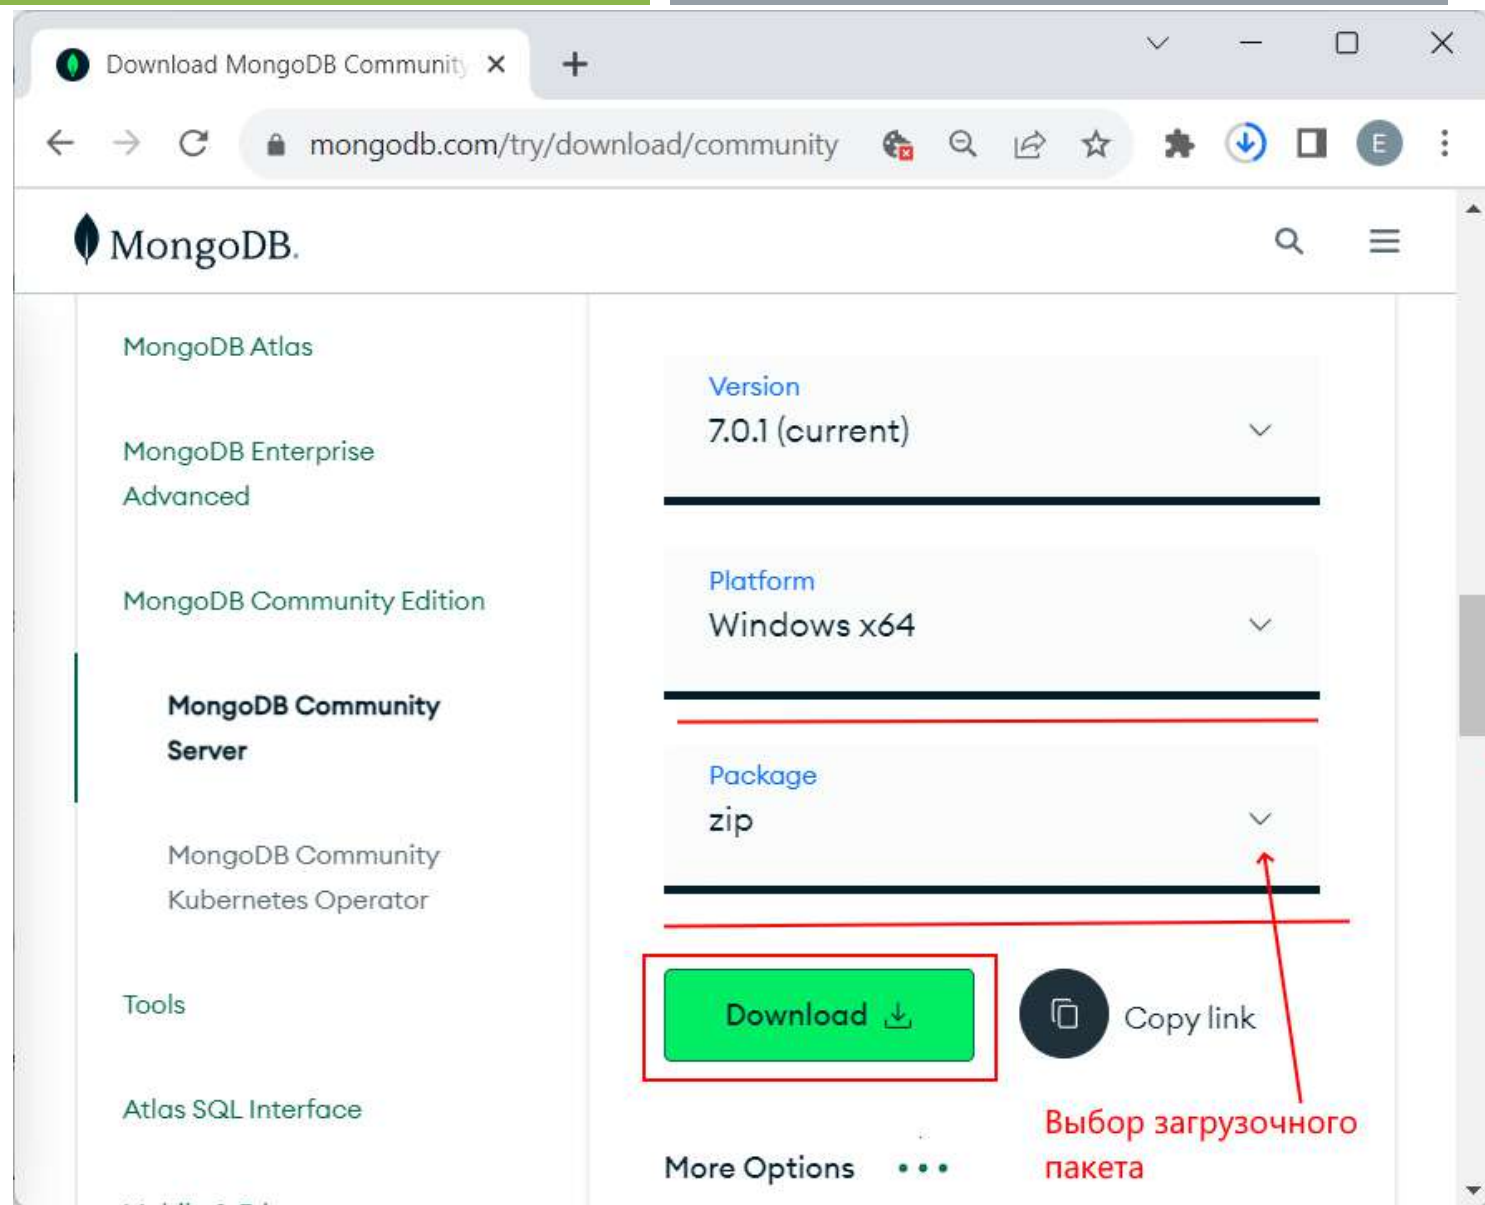 Download MongoDB Community
mongodb.com/try/download/community
E
MongoDB.
MongoDB Atlas
MongoDB Enterprise
Advanced
MongoDB Community Edition
MongoDB Community
Server
MongoDB Community
Kubernetes Operator
Tools
Atlas SQL Interface
Version
7.0.1 (current)
Platform
Windows x64
Package
zip
Download
Copy link
Выбор загрузочного
пакета
More Options